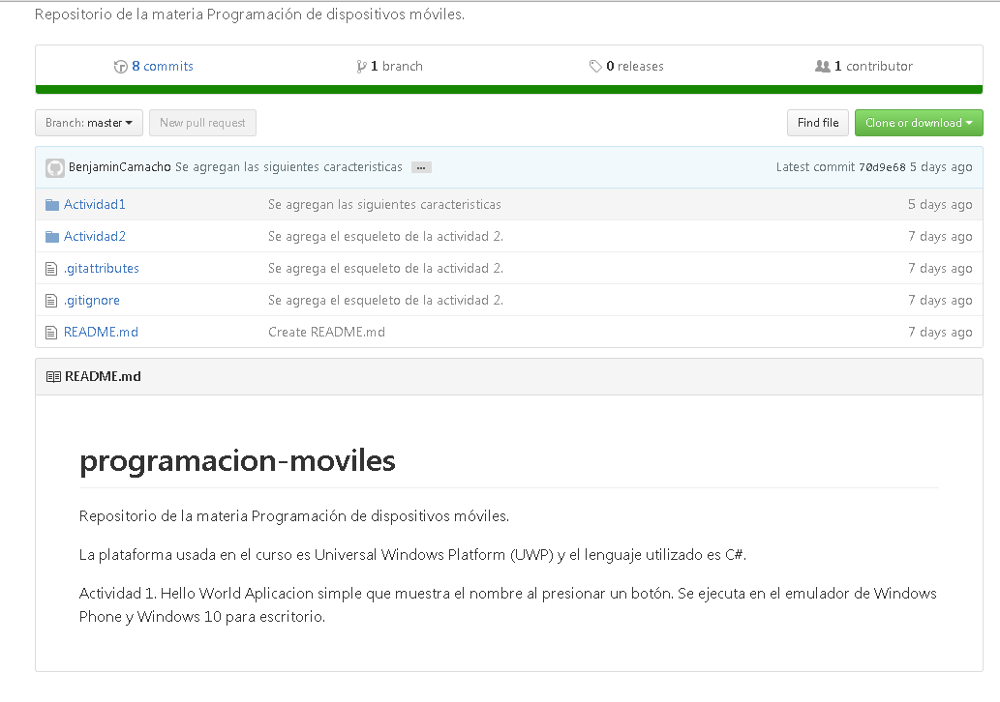 Repositorio de la materia Programación de dispositivos móviles.
8 commits 1 branch 0 releases 1 contributor
Branch: master New pull request Find file Clone or download
BenjaminCamacho Se agregan las siguientes caracteristicas ... Latest commit 70d9e68 5 days ago
Actividad1 Se agregan las siguientes caracteristicas 5 days ago
Actividad2 Se agrega el esqueleto de la actividad 2. 7 days ago
.gitattributes Se agrega el esqueleto de la actividad 2. 7 days ago
.gitignore Se agrega el esqueleto de la actividad 2. 7 days ago
README.md Create README.md 7 days ago
README.md
programacion-moviles
Repositorio de la materia Programación de dispositivos móviles.
La plataforma usada en el curso es Universal Windows Platform (UWP) y el lenguaje utilizado es C#.
Actividad 1. Hello World Aplicacion simple que muestra el nombre al presionar un botón. Se ejecuta en el emulador de Windows
Phone y Windows 10 para escritorio.